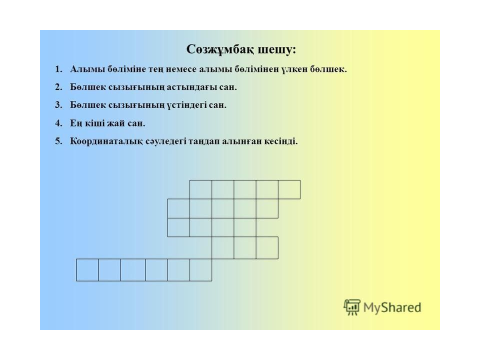 Сөзжұмбақ шешу:
1. Алымы бөліміне тең немесе алымы бөлімінен үлкен бөлшек.
2. Бөлшек сызығының астындағы сан.
3. Бөлшек сызығының үстіндегі сан.
4. Ең кіші жай сан.
5. Координаталық сәуледегі таңдап алынған кесінді.
MyShared